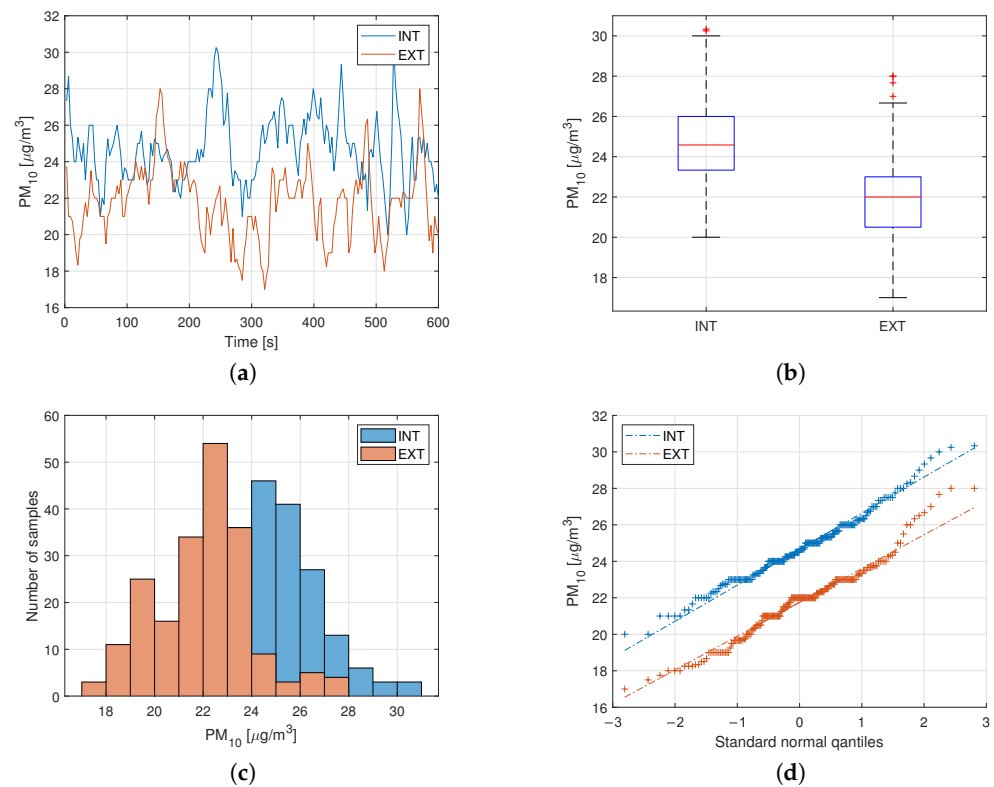 32
30
28
26
24
22
20
18
16
PM10 [μg/m3]
0 100 200 300 400 500 600
Time [s]
INT
EXT
(a)
30
28
26
24
22
20
18
PM10 [μg/m3]
INT EXT
(b)
60
50
40
30
20
10
0
Number of samples
18 20 22 24 26 28 30
PM10 [μg/m3]
INT
EXT
(c)
32
30
28
26
24
22
20
18
16
PM10 [μg/m3]
−3 −2 −1 0 1 2 3
Standard normal qantiles
INT
EXT
(d)